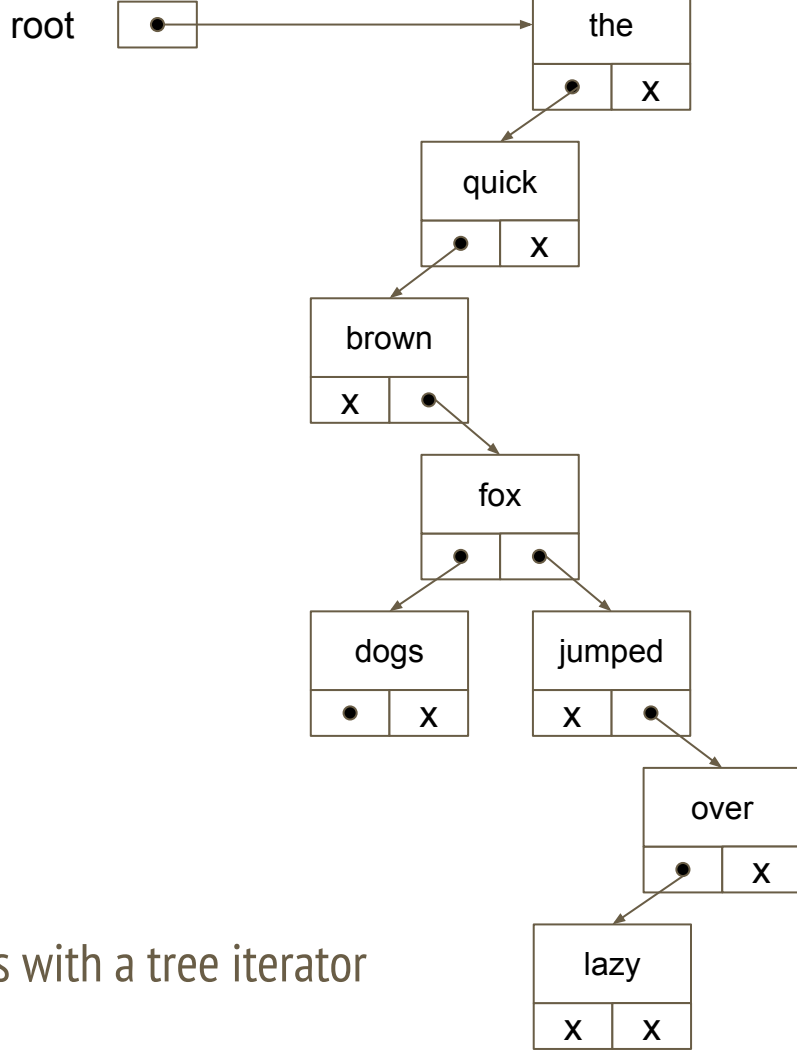 root
the
x
quick
x
brown
x
fox
dogs
jumped
x
x
over
x
s with a tree iterator
lazy
x
x